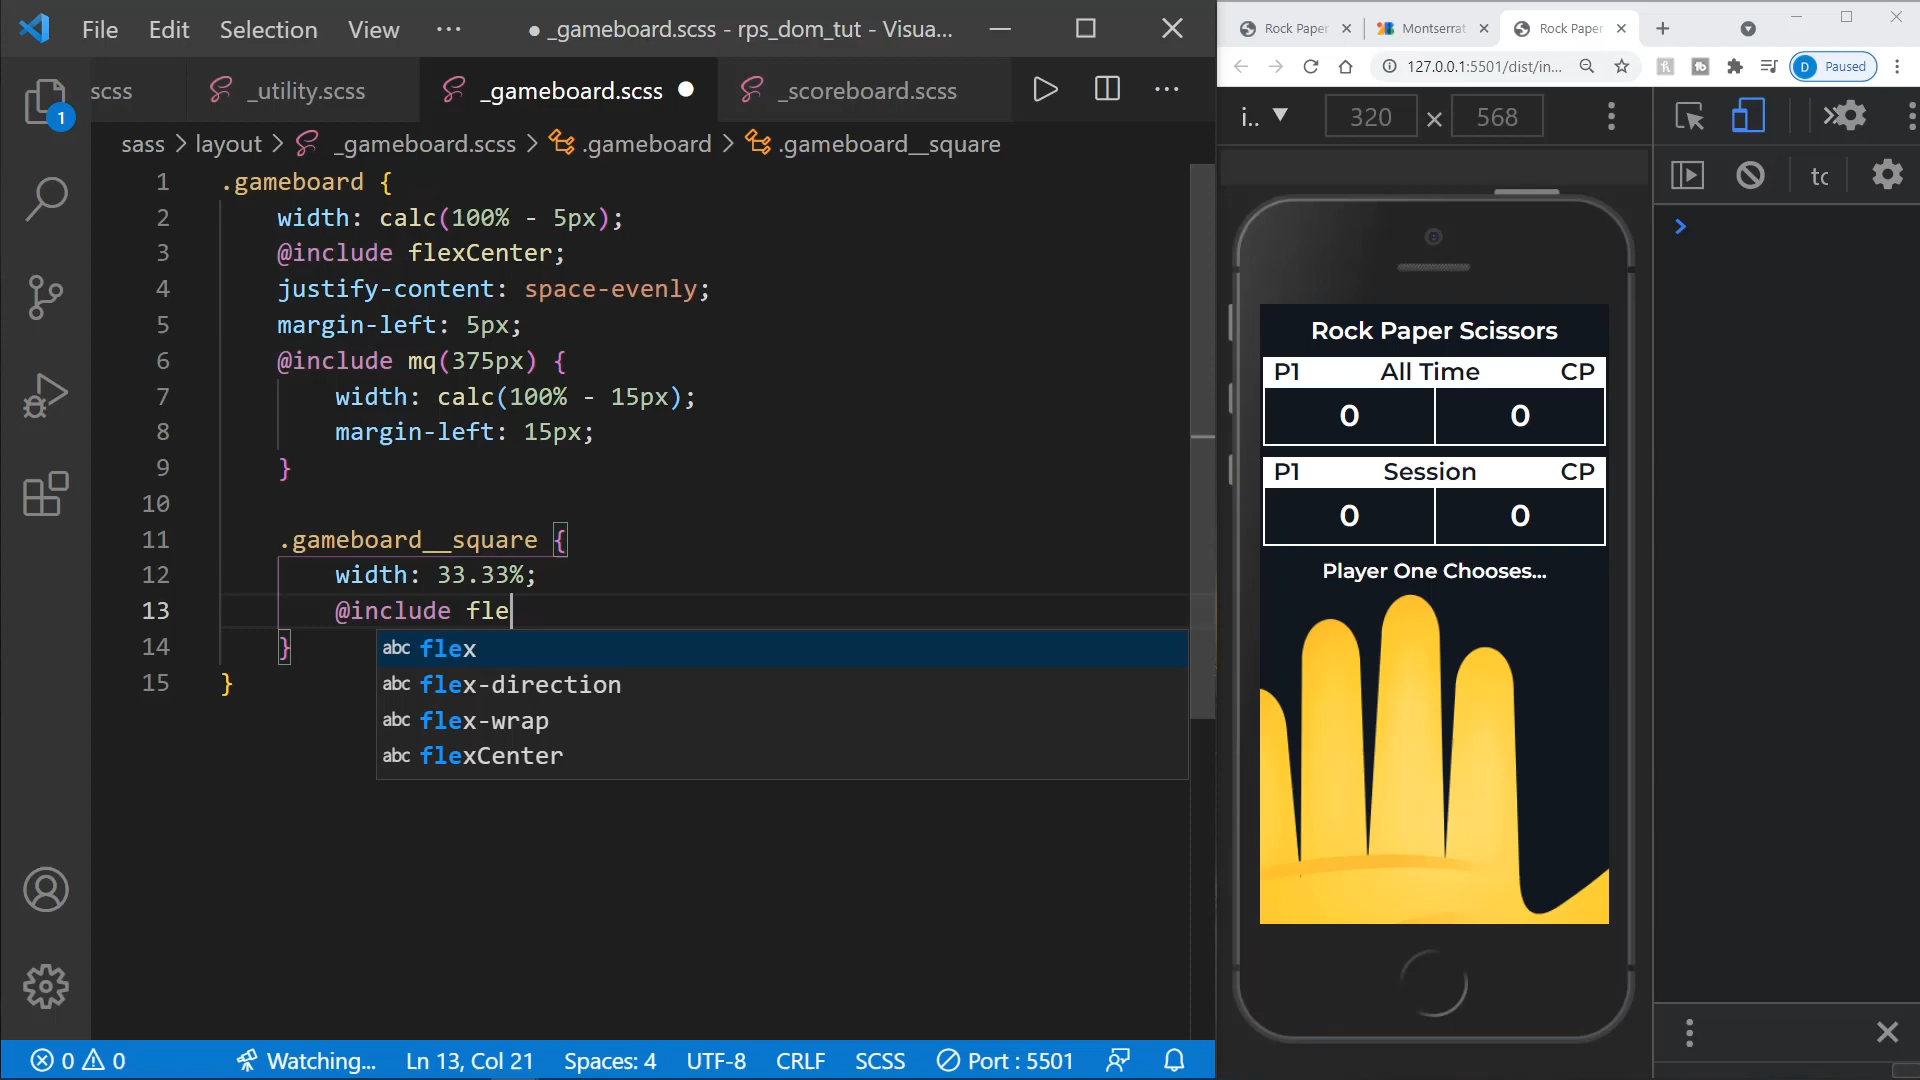 File Edit Selection View ··· ● _gameboard.scss - rps_dom_tut - Visua...
scss _utility.scss _gameboard.scss ● _scoreboard.scss ···
sass > layout > _gameboard.scss > .gameboard > .gameboard__square
1 .gameboard {
2 width: calc(100% - 5px);
3 @include flexCenter;
4 justify-content: space-evenly;
5 margin-left: 5px;
6 @include mq(375px) {
7 width: calc(100% - 15px);
8 margin-left: 15px;
9 }
10
11 .gameboard__square {
12 width: 33.33%;
13 @include fle
14 }
15 }
abc flex
abc flex-direction
abc flex-wrap
abc flexCenter
1
0 0 Watching... Ln 13, Col 21 Spaces: 4 UTF-8 CRLF SCSS Port : 5501
Rock Paper Montserrat Rock Paper
127.0.0.1:5501/dist/in... D Paused
i.. ▼ 320 × 568
Rock Paper Scissors
P1 All Time CP
0 0
P1 Session CP
0 0
Player One Chooses...
tc
>